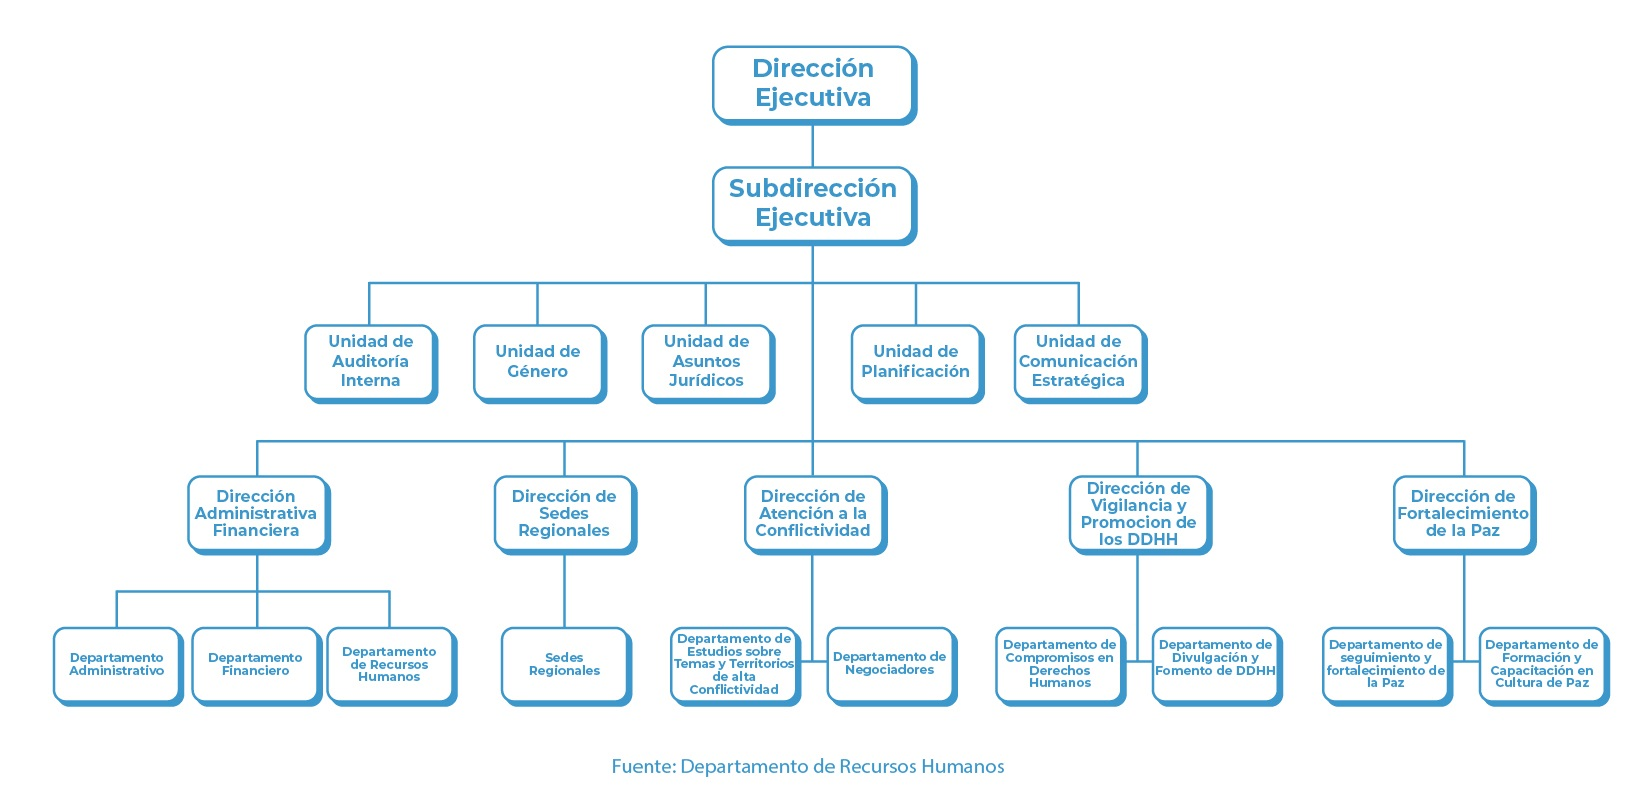 Dirección
Ejecutiva
Subdirección
Ejecutiva
Unidad de
Auditoría
Interna
Unidad de
Género
Unidad de
Asuntos
Jurídicos
Unidad de
Planificación
Unidad de
Comunicación
Estratégica
Dirección
Administrativa
Financiera
Dirección de
Sedes
Regionales
Dirección de
Atención a la
Conflictividad
Dirección de
Vigilancia y
Promocion de
los DDHH
Dirección de
Fortalecimiento
de la Paz
Departamento
Administrativo
Departamento
Financiero
Departamento
de Recursos
Humanos
Sedes
Regionales
Departamento de
Estudios sobre
Temas y Territorios
de alta
Conflictividad
Departamento de
Negociadores
Departamento de
Compromisos en
Derechos
Humanos
Departamento de
Divulgación y
Fomento de DDHH
Departamento de
seguimiento y
fortalecimiento de
la Paz
Departamento de
Formación y
Capacitación en
Cultura de Paz
Fuente: Departamento de Recursos Humanos